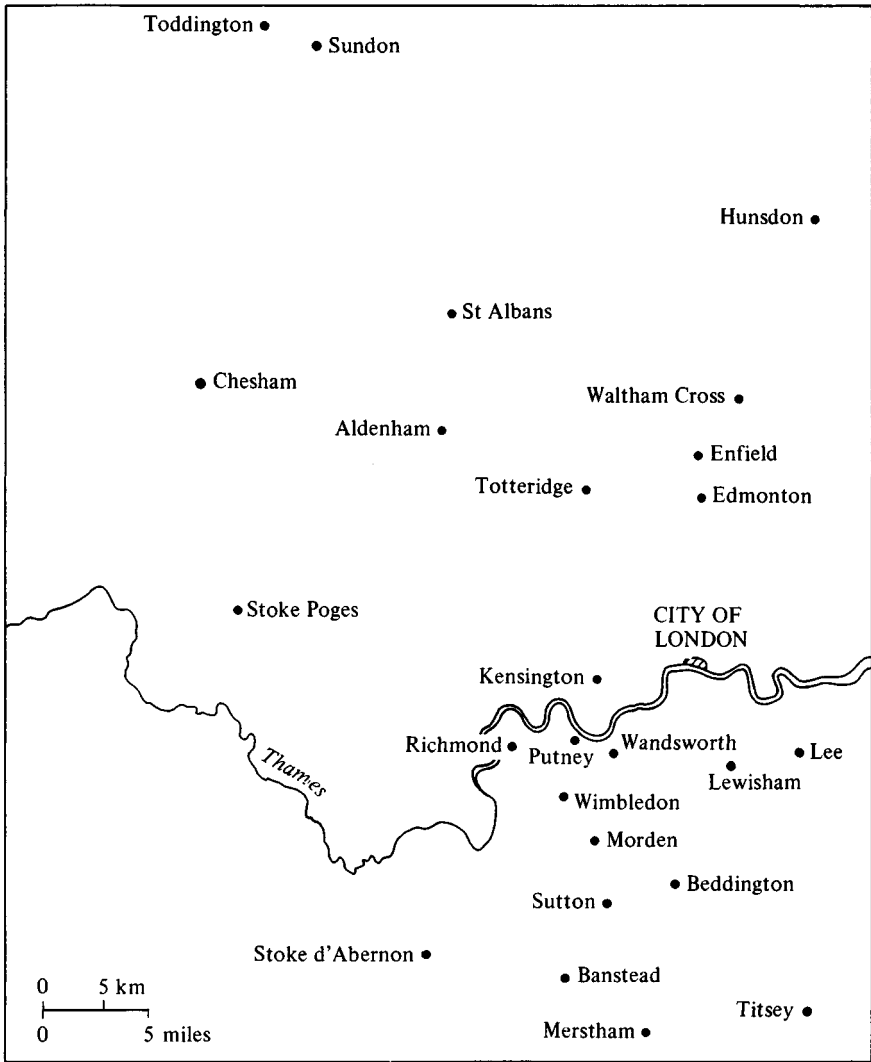 Toddington
Sundon
Hunsdon
St Albans
Chesham
Waltham Cross
Aldenham
Enfield
Totteridge
Edmonton
Stoke Poges
CITY OF
LONDON
Kensington
Richmond
Putney
Wandsworth
Lee
Thames
Lewisham
Wimbledon
Morden
Beddington
Sutton
Stoke d'Abernon
Banstead
0 5 km
0 5 miles
Titsey
Merstham